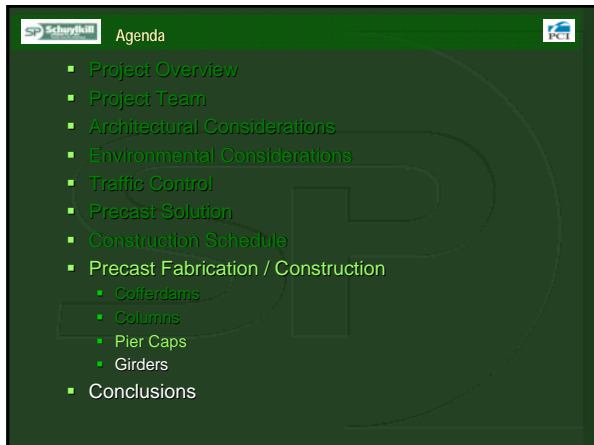 SP Schuylkill
Agenda
PCI
Project Overview
Project Team
Architectural Considerations
Environmental Considerations
Traffic Control
Precast Solution
Construction Schedule
Precast Fabrication / Construction
Cofferdams
Columns
Pier Caps
Girders
Conclusions